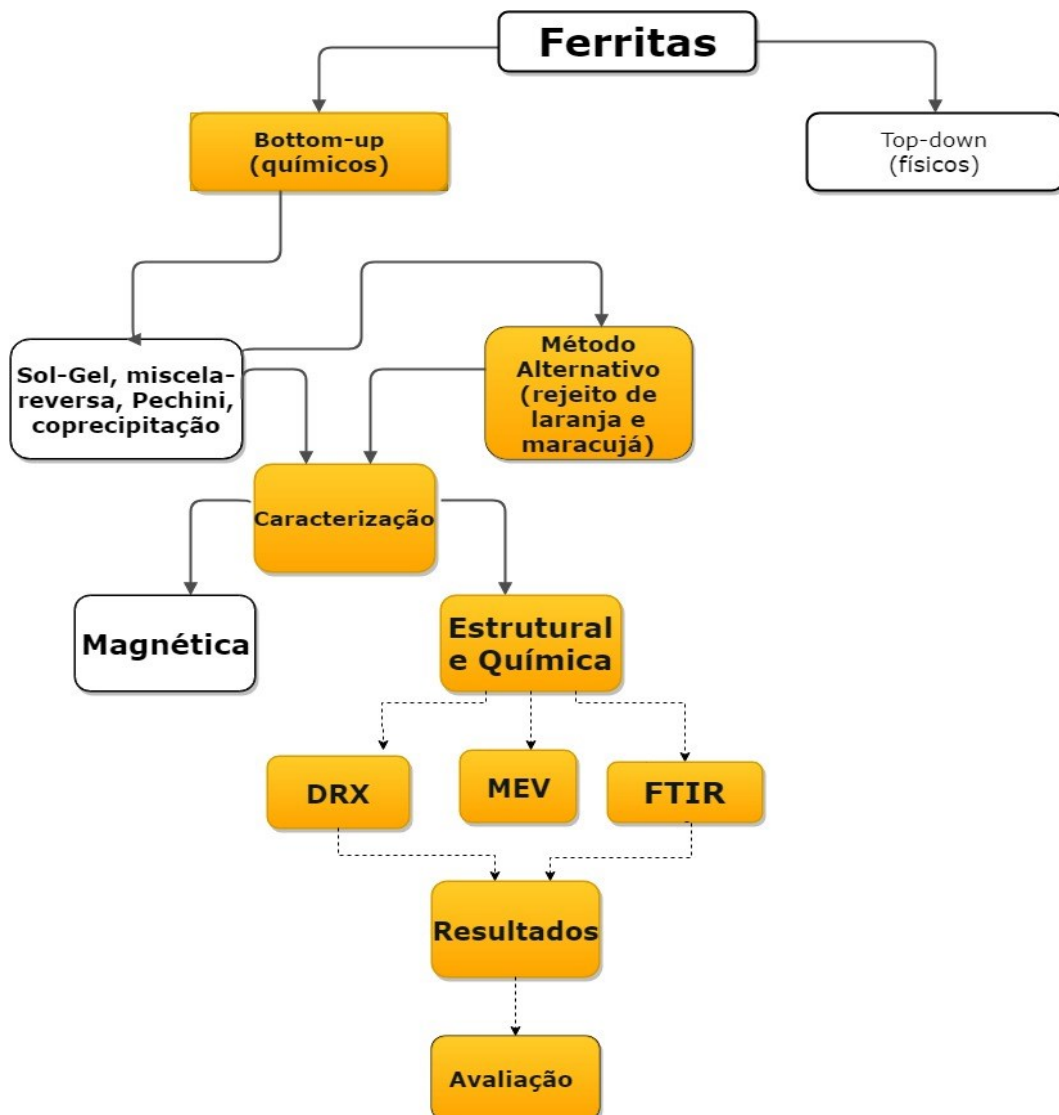 Ferritas
Bottom-up
(químicos)
Top-down
(físicos)
Sol-Gel, miscela-
reversa, Pechini,
coprecipitação
Método
Alternativo
(rejeito de
laranja e
maracujá)
Caracterização
Magnética
Estrutural
e Química
DRX
MEV
FTIR
Resultados
Avaliação